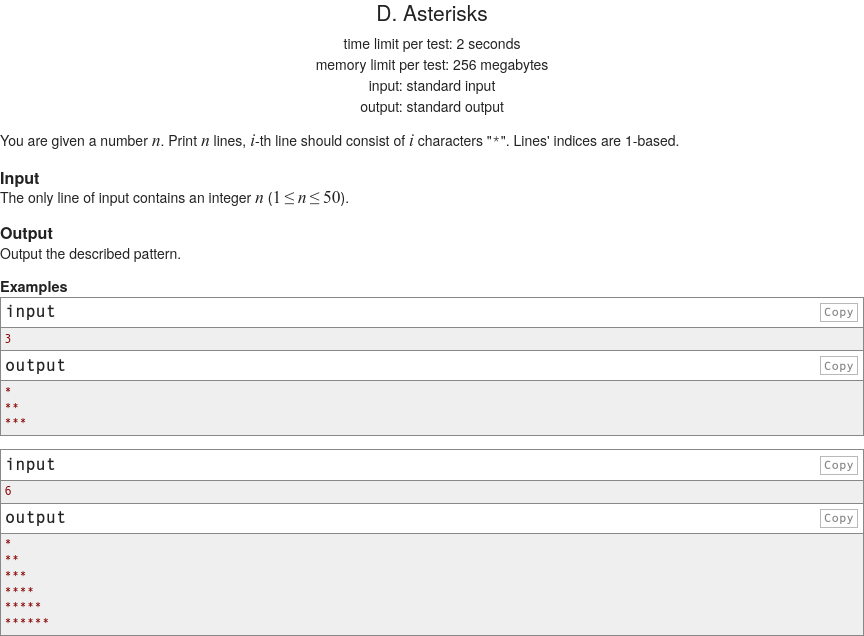 D. Asterisks
time limit per test: 2 seconds
memory limit per test: 256 megabytes
input: standard input
output: standard output
You are given a number n. Print n lines, i-th line should consist of i characters "*". Lines' indices are 1-based.
Input
The only line of input contains an integer n (1 ≤ n ≤ 50).
Output
Output the described pattern.
Examples
input
Copy
3
output
Copy
*
**
***
input
Copy
6
output
Copy
*
**
***
****
*****
******